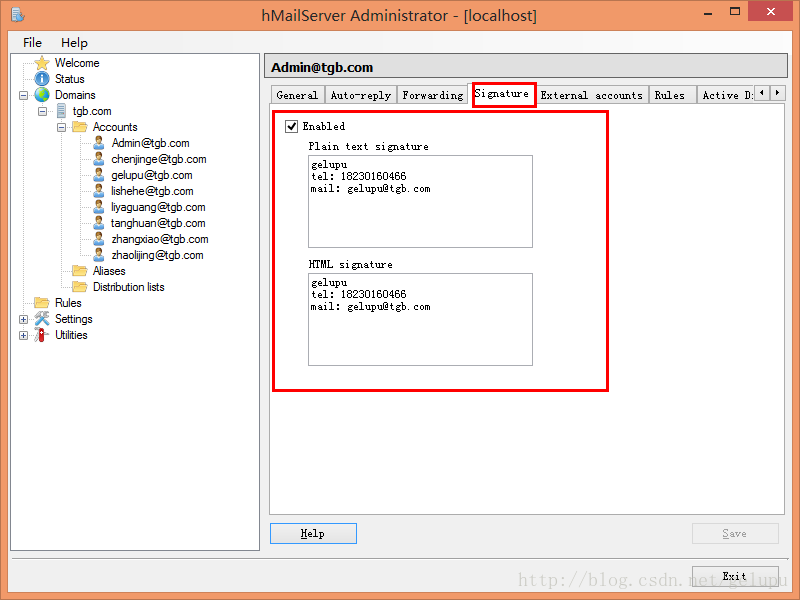 hMailServer Administrator - [localhost]
File Help
Welcome
Status
Domains
tgb.com
Accounts
Admin@tgb.com
chenjinge@tgb.com
gelupu@tgb.com
lishehe@tgb.com
liyaguang@tgb.com
tanghuan@tgb.com
zhangxiao@tgb.com
zhaolijing@tgb.com
Aliases
Distribution lists
Rules
Settings
Utilities
Admin@tgb.com
General Auto-reply Forwarding Signature External accounts Rules Active D:
Enabled
Plain text signature
gelupu
tel: 18230160466
mail: gelupu@tgb.com
HTML signature
gelupu
tel: 18230160466
mail: gelupu@tgb.com
Help Save
Exit
http://blog.csdn.net/gelupu